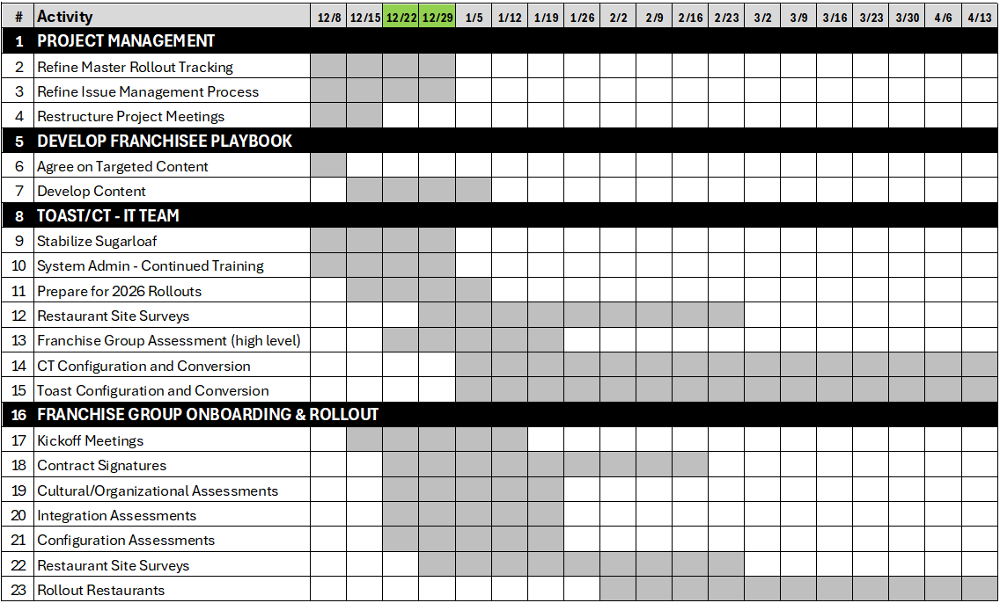 # Activity 12/8 12/15 12/22 12/29 1/5 1/12 1/19 1/26 2/2 2/9 2/16 2/23 3/2 3/9 3/16 3/23 3/30 4/6 4/13
1 PROJECT MANAGEMENT
2 Refine Master Rollout Tracking
3 Refine Issue Management Process
4 Restructure Project Meetings
5 DEVELOP FRANCHISEE PLAYBOOK
6 Agree on Targeted Content
7 Develop Content
8 TOAST/CT - IT TEAM
9 Stabilize Sugarloaf
10 System Admin - Continued Training
11 Prepare for 2026 Rollouts
12 Restaurant Site Surveys
13 Franchise Group Assessment (high level)
14 CT Configuration and Conversion
15 Toast Configuration and Conversion
16 FRANCHISE GROUP ONBOARDING & ROLLOUT
17 Kickoff Meetings
18 Contract Signatures
19 Cultural/Organizational Assessments
20 Integration Assessments
21 Configuration Assessments
22 Restaurant Site Surveys
23 Rollout Restaurants